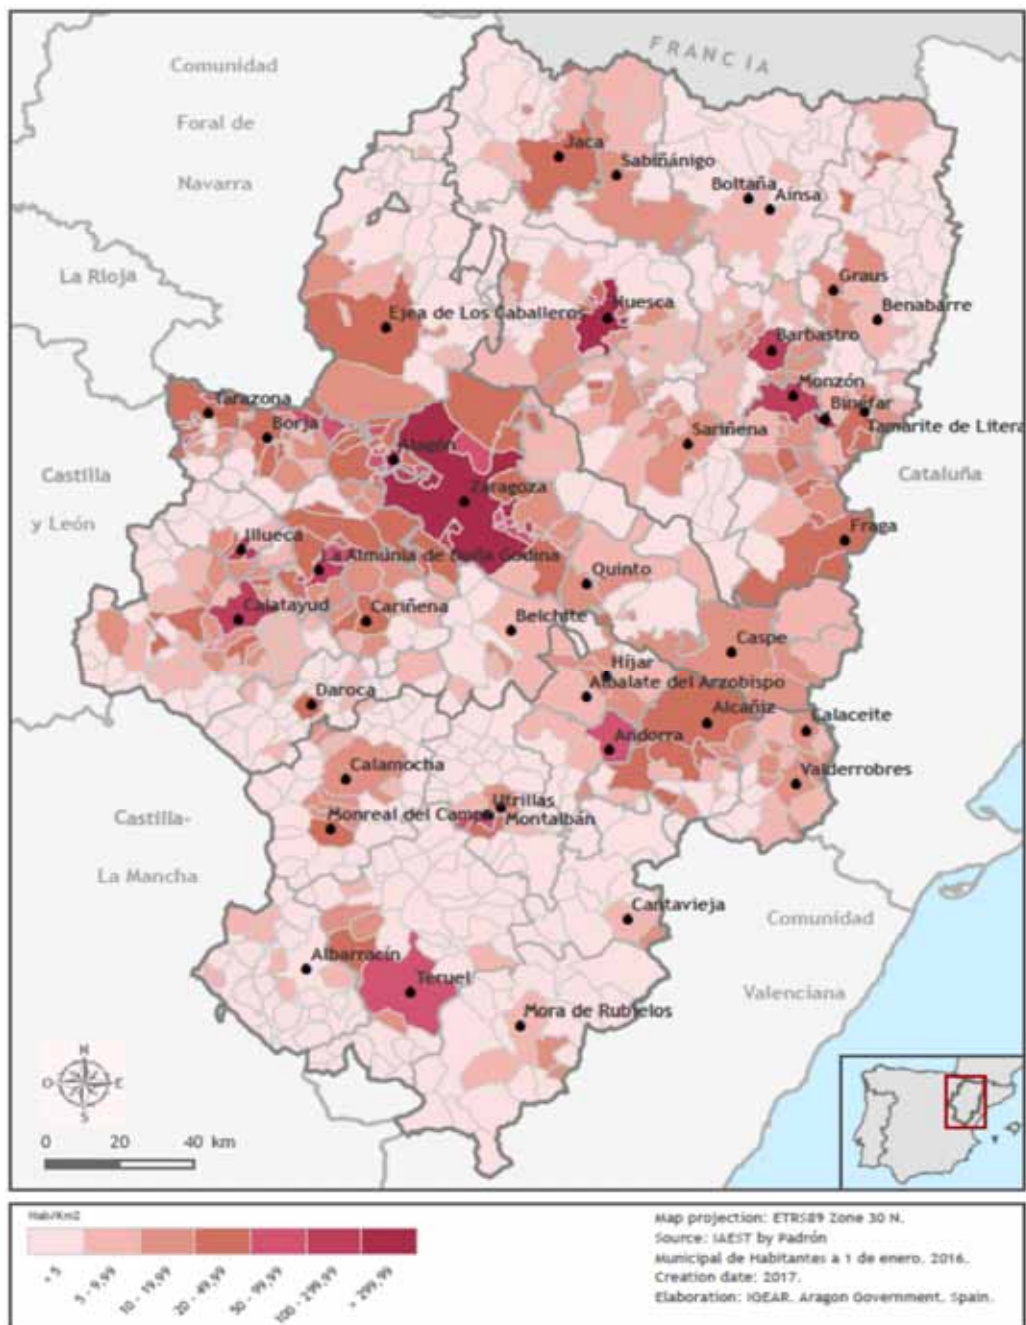 FRANCIA
Comunidad
Foral de
Navarra
Jaca
Sabiñánigo
Boltaña
Aínsa
La Rioja
Graus
Ejea de Los Caballeros
Huesca
Benabarre
Barbastro
Monzón
Tarazona
Binéfar
Borja
Sariñena
Tamarite de Litera
Alagón
Castilla
y León
Cataluña
Zaragoza
Illueca
Fraga
La Almunia de Doña Godina
Quinto
Calatayud
Cariñena
Belchite
Caspe
Híjar
Daroca
Albalate del Arzobispo
Alcañiz
Calaceite
Andorra
Calamocha
Valderrobres
Utrillas
Monreal del Campo
Montalbán
Castilla-
La Mancha
Cantavieja
Comunidad
Valenciana
Albarracín
Teruel
Mora de Rubielos
N
O
E
S
0 20 40 km
Hab/Km2
5 - 9,99
10 - 19,99
20 - 49,99
50 - 99,99
100 - 299,99
> 299,99
Map projection: ETRS89 Zone 30 N.
Source: IAEST by Padrón
Municipal de Habitantes a 1 de enero. 2016.
Creation date: 2017.
Elaboration: IGEAR. Aragon Government. Spain.